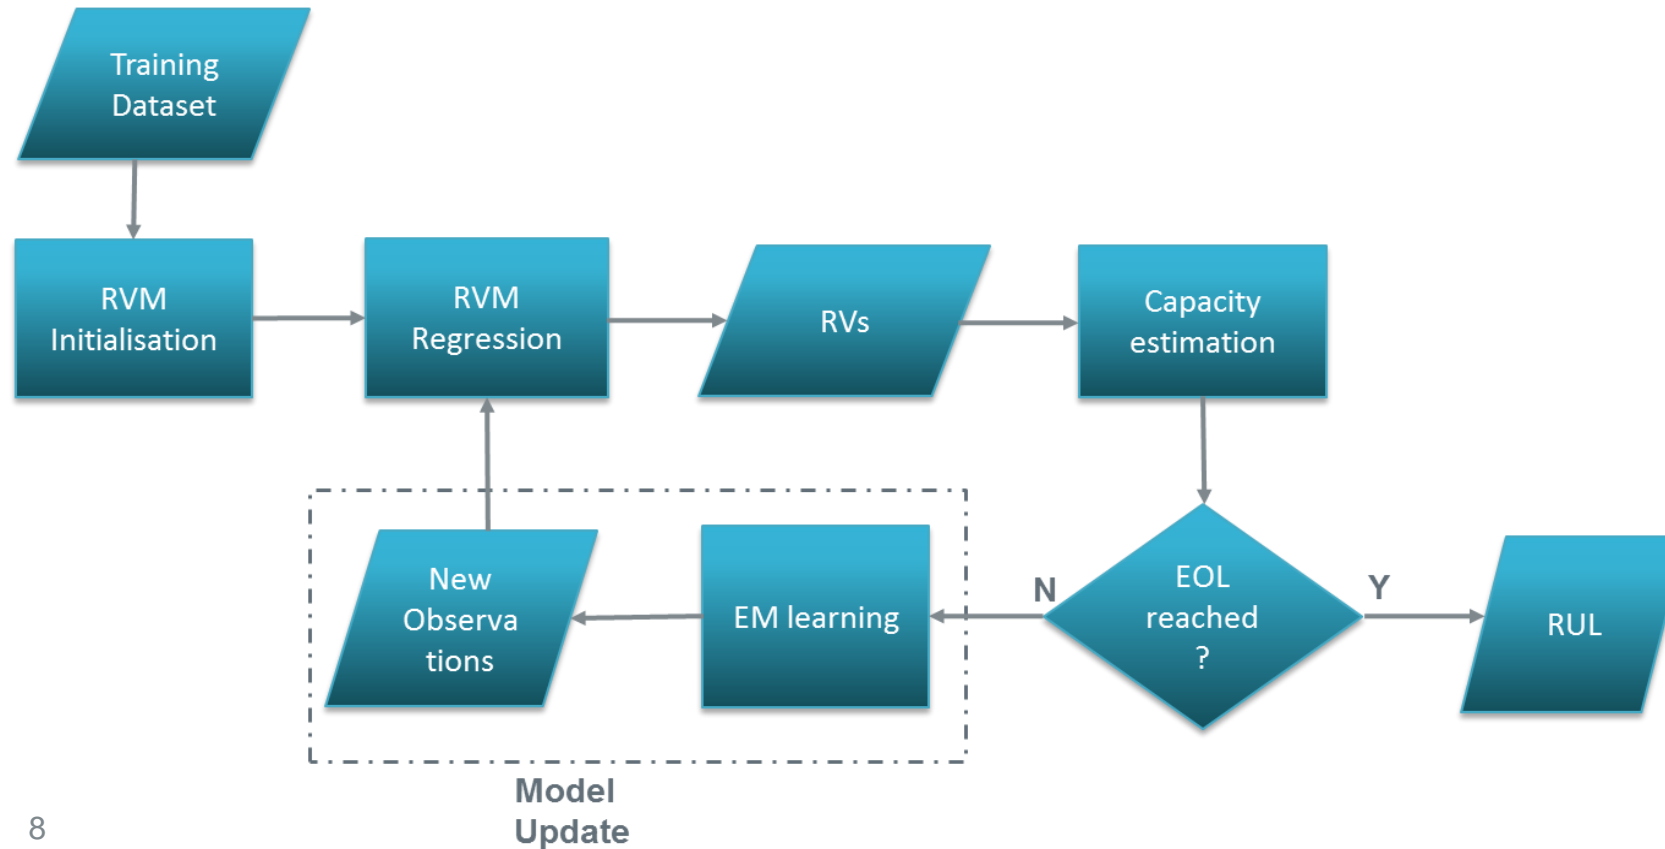 Training
Dataset
RVM
Initialisation
RVM
Regression
RVs
Capacity
estimation
New
Observa
tions
EM learning
N
EOL
reached
?
Y
RUL
Model
Update
8